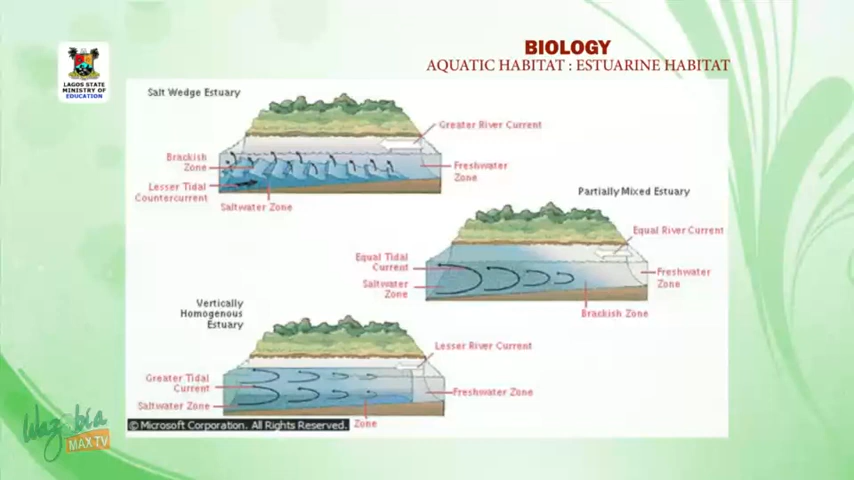 BIOLOGY
AQUATIC HABITAT : ESTUARINE HABITAT
LAGOS STATE
MINISTRY OF
EDUCATION
Salt Wedge Estuary
Greater River Current
Brackish
Zone
Freshwater
Zone
Lesser Tidal
Countercurrent
Saltwater Zone
Partially Mixed Estuary
Equal River Current
Equal Tidal
Current
Freshwater
Zone
Saltwater
Zone
Brackish Zone
Vertically
Homogenous
Estuary
Lesser River Current
Greater Tidal
Current
Freshwater Zone
Saltwater Zone
Zone
© Microsoft Corporation. All Rights Reserved.
Wazobia
MAX TV